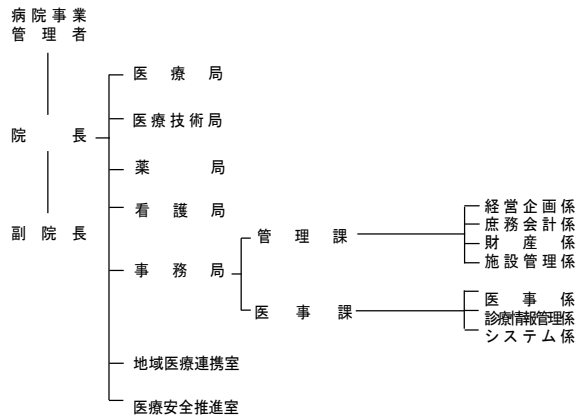 病院事業
管理者
院長
副院長
医療局
医療技術局
薬局
看護局
事務局
地域医療連携室
医療安全推進室
管理課
医事課
経営企画係
庶務会計係
財産係
施設管理係
医事係
診療情報管理係
システム係